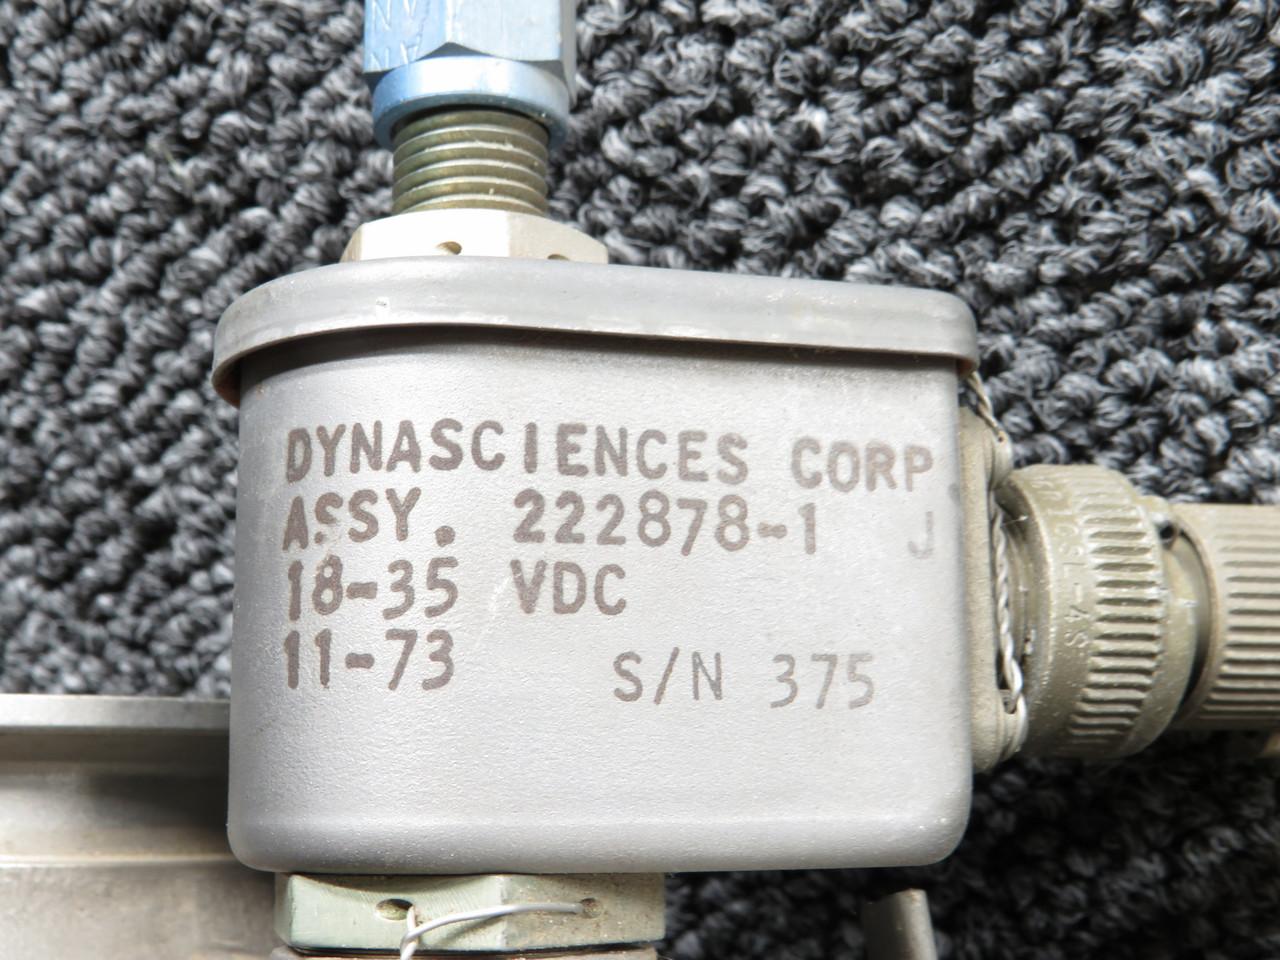 DYNASCIENCES CORP
ASSY. 222878-1 J
18-35 VDC
11-73 S/N 375